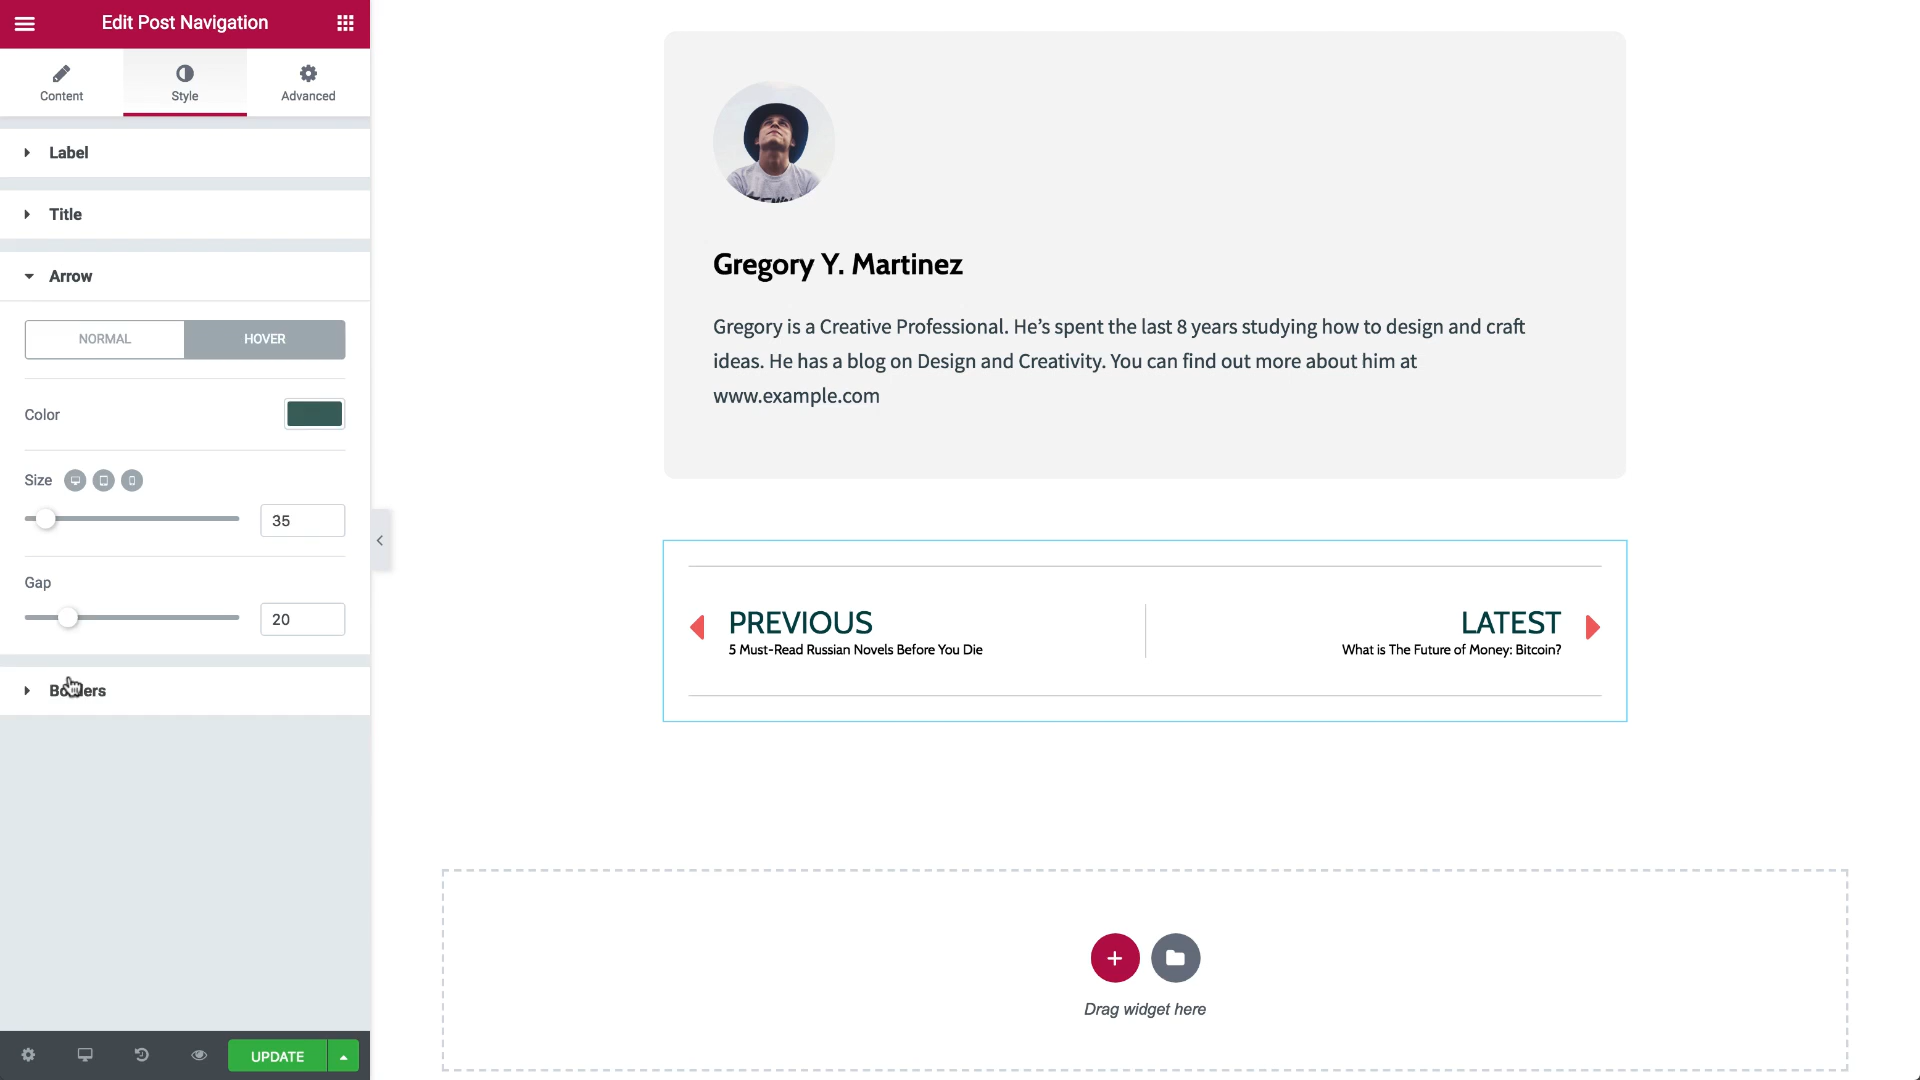 Edit Post Navigation
Content
Style
Advanced
Label
Title
Arrow
NORMAL
HOVER
Color
Size
35
Gap
20
Borders
UPDATE
Gregory Y. Martinez
Gregory is a Creative Professional. He’s spent the last 8 years studying how to design and craft
ideas. He has a blog on Design and Creativity. You can find out more about him at
www.example.com
PREVIOUS
5 Must-Read Russian Novels Before You Die
LATEST
What is The Future of Money: Bitcoin?
Drag widget here